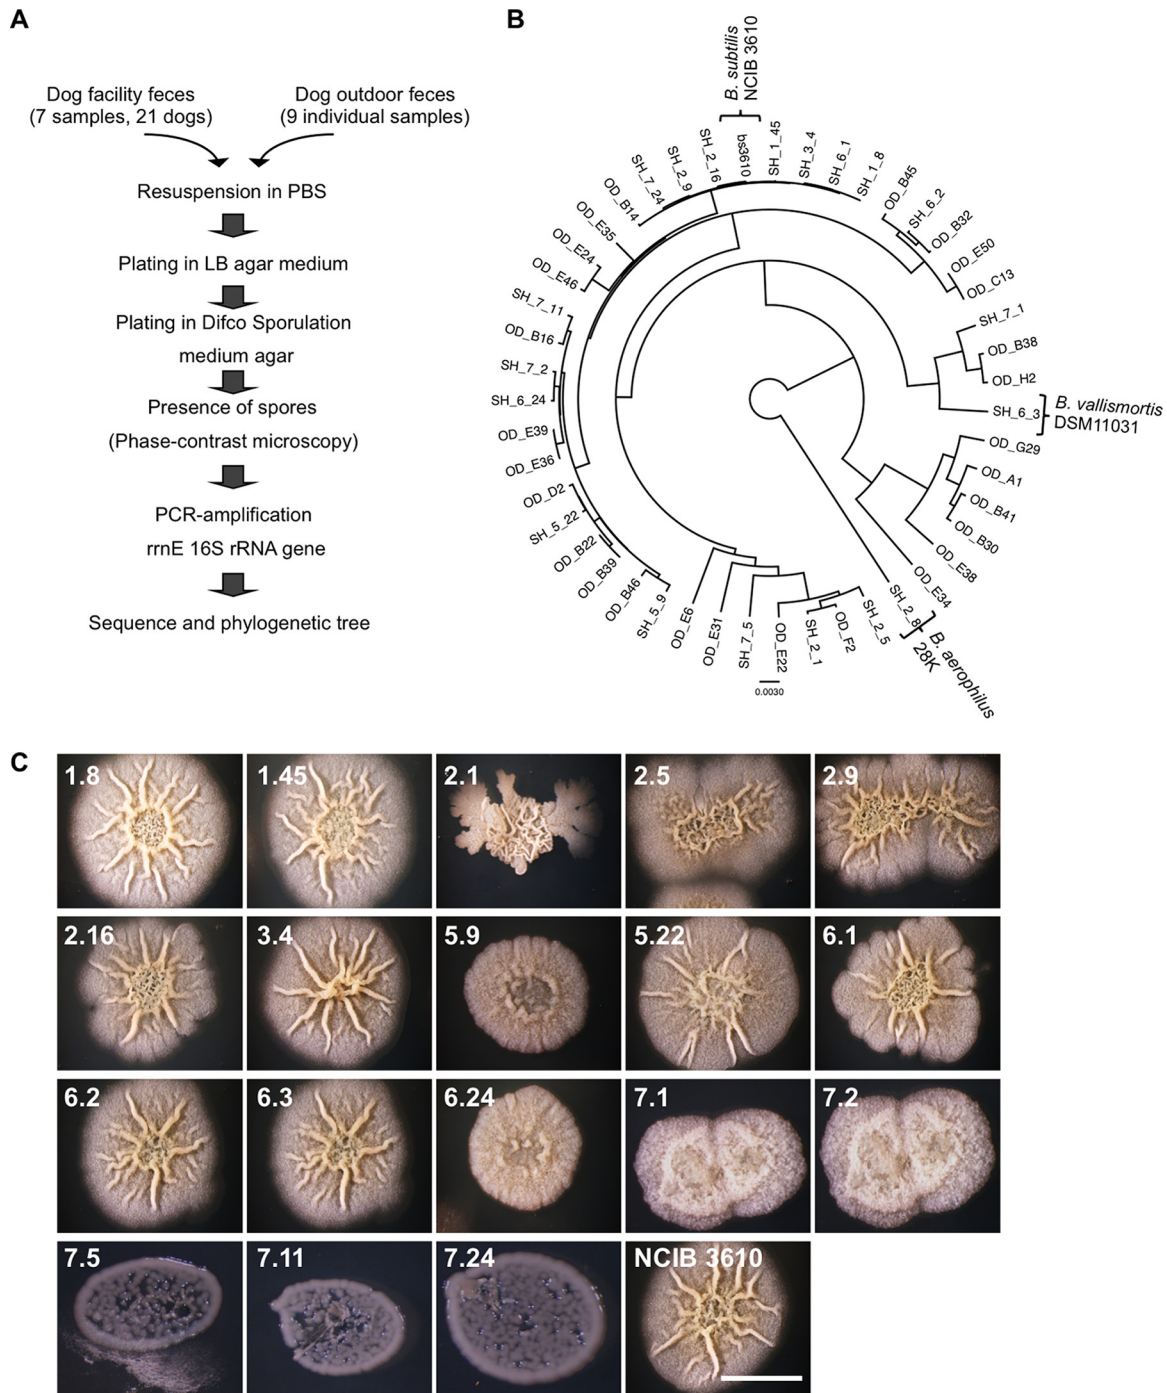 A
Dog facility feces
(7 samples, 21 dogs)
Dog outdoor feces
(9 individual samples)
Resuspension in PBS
Plating in LB agar medium
Plating in Difco Sporulation
medium agar
Presence of spores
(Phase-contrast microscopy)
PCR-amplification
rrnE 16S rRNA gene
Sequence and phylogenetic tree
B
B. subtilis
NCIB 3610
bs3610
SH_1_45
SH_3_4
SH_6_1
SH_1_8
OD_B45
SH_6_2
OD_B32
OD_E50
OD_C13
SH_7_1
OD_B38
OD_H2
SH_6_3
B. vallismortis
DSM11031
OD_G29
OD_A1
OD_B41
OD_B30
OD_E38
OD_E34
SH_2_8
B. aerophilus
28K
SH_2_5
OD_F2
SH_2_1
OD_E22
SH_7_5
OD_E31
OD_E6
SH_5_9
OD_B46
OD_B39
OD_B22
SH_5_22
OD_D2
OD_E36
OD_E39
SH_6_24
SH_7_2
OD_B16
SH_7_11
OD_E46
OD_E24
OD_E35
OD_B14
SH_7_24
SH_2_9
SH_2_16
0.0030
C
1.8
1.45
2.1
2.5
2.9
2.16
3.4
5.9
5.22
6.1
6.2
6.3
6.24
7.1
7.2
7.5
7.11
7.24
NCIB 3610